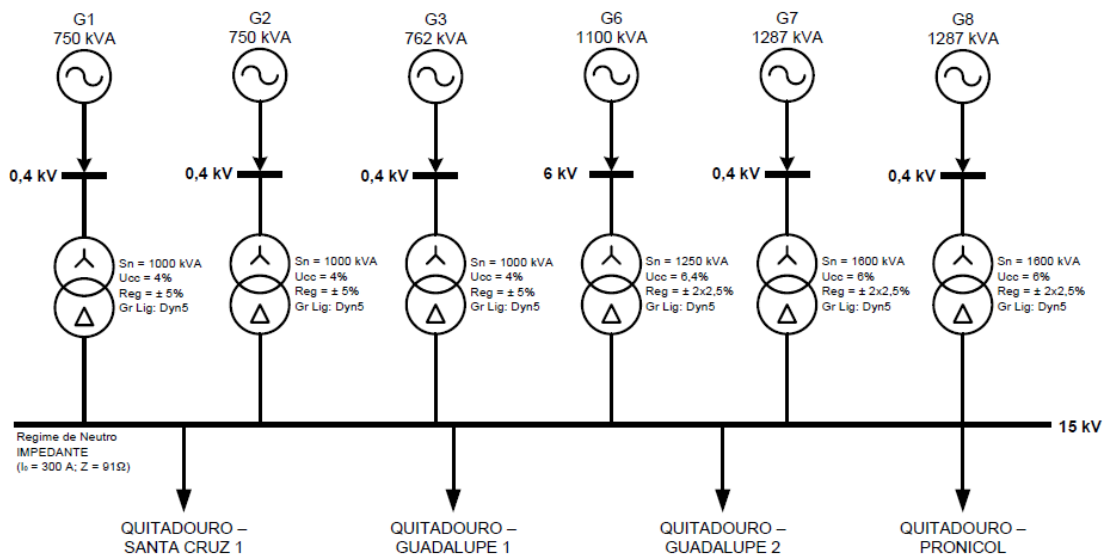 G1
750 kVA
G2
750 kVA
G3
762 kVA
G6
1100 kVA
G7
1287 kVA
G8
1287 kVA
0,4 kV
0,4 kV
0,4 kV
6 kV
0,4 kV
0,4 kV
Sn = 1000 kVA
Ucc = 4%
Reg = ± 5%
Gr Lig: Dyn5
Sn = 1000 kVA
Ucc = 4%
Reg = ± 5%
Gr Lig: Dyn5
Sn = 1000 kVA
Ucc = 4%
Reg = ± 5%
Gr Lig: Dyn5
Sn = 1250 kVA
Ucc = 6,4%
Reg = ± 2x2,5%
Gr Lig: Dyn5
Sn = 1600 kVA
Ucc = 6%
Reg = ± 2x2,5%
Gr Lig: Dyn5
Sn = 1600 kVA
Ucc = 6%
Reg = ± 2x2,5%
Gr Lig: Dyn5
15 kV
Regime de Neutro
IMPEDANTE
(I₀ = 300 A; Z = 91Ω)
QUITADOURO –
SANTA CRUZ 1
QUITADOURO –
GUADALUPE 1
QUITADOURO –
GUADALUPE 2
QUITADOURO –
PRONICOL